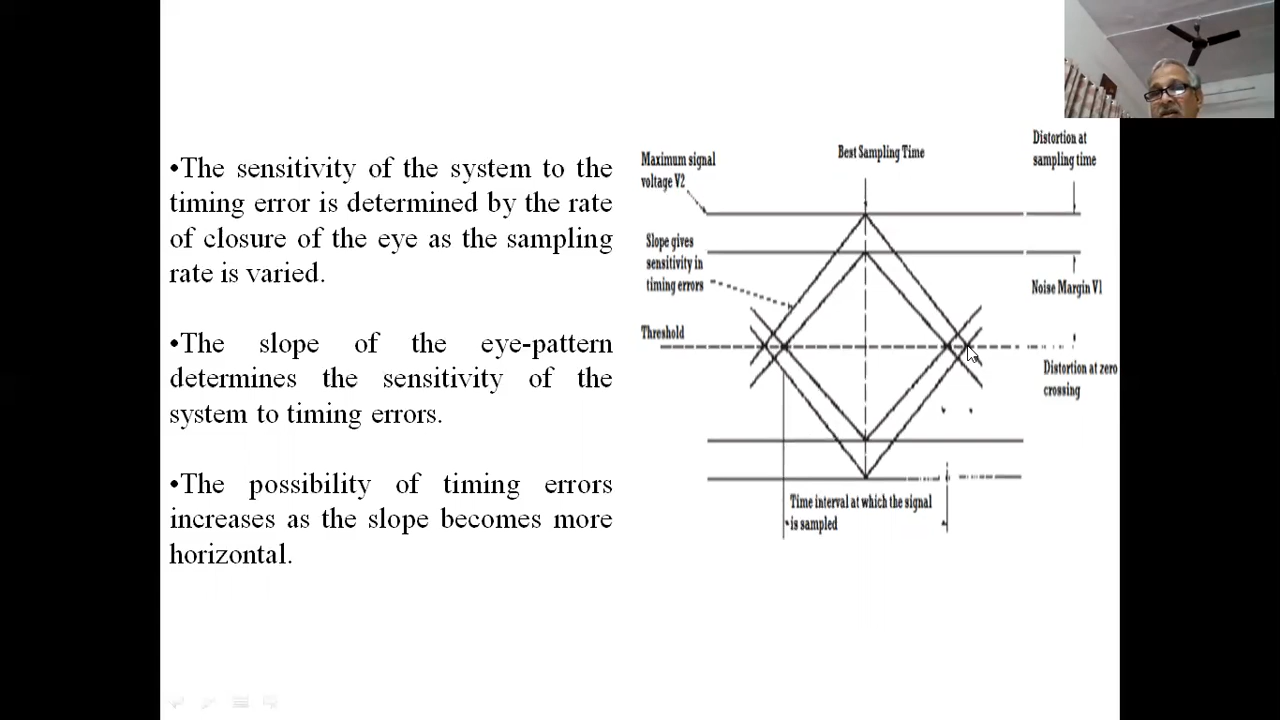 •The sensitivity of the system to the
timing error is determined by the rate
of closure of the eye as the sampling
rate is varied.
•The slope of the eye-pattern
determines the sensitivity of the
system to timing errors.
•The possibility of timing errors
increases as the slope becomes more
horizontal.
Maximum signal
voltage V2
Best Sampling Time
Distortion at
sampling time
Slope gives
sensitivity in
timing errors
Noise Margin V1
Threshold
Distortion at zero
crossing
Time interval at which the signal
is sampled